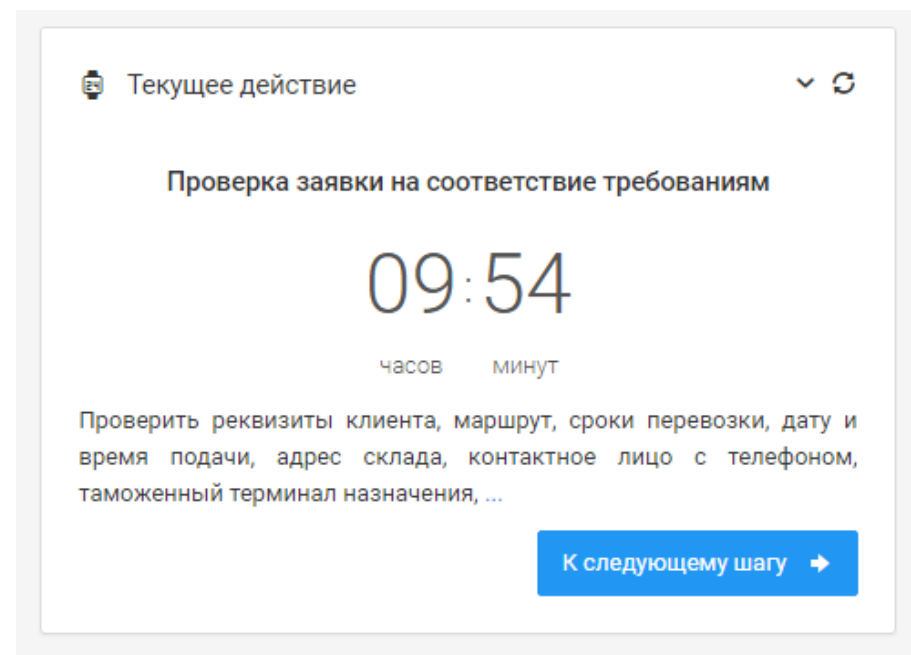 Текущее действие
Проверка заявки на соответствие требованиям
09:54
часов минут
Проверить реквизиты клиента, маршрут, сроки перевозки, дату и
время подачи, адрес склада, контактное лицо с телефоном,
таможенный терминал назначения, ...
К следующему шагу